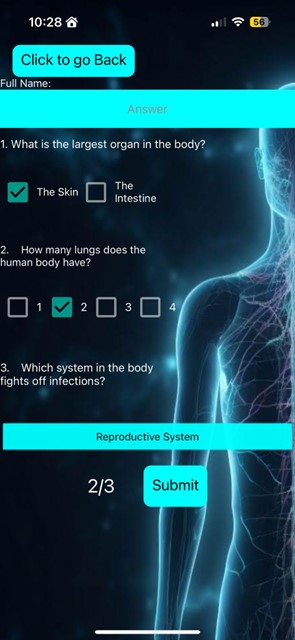 10:28
56
Click to go Back
Full Name:
Answer
1. What is the largest organ in the body?
The Skin
The
Intestine
2. How many lungs does the
human body have?
1 2 3 4
3. Which system in the body
fights off infections?
Reproductive System
2/3 Submit